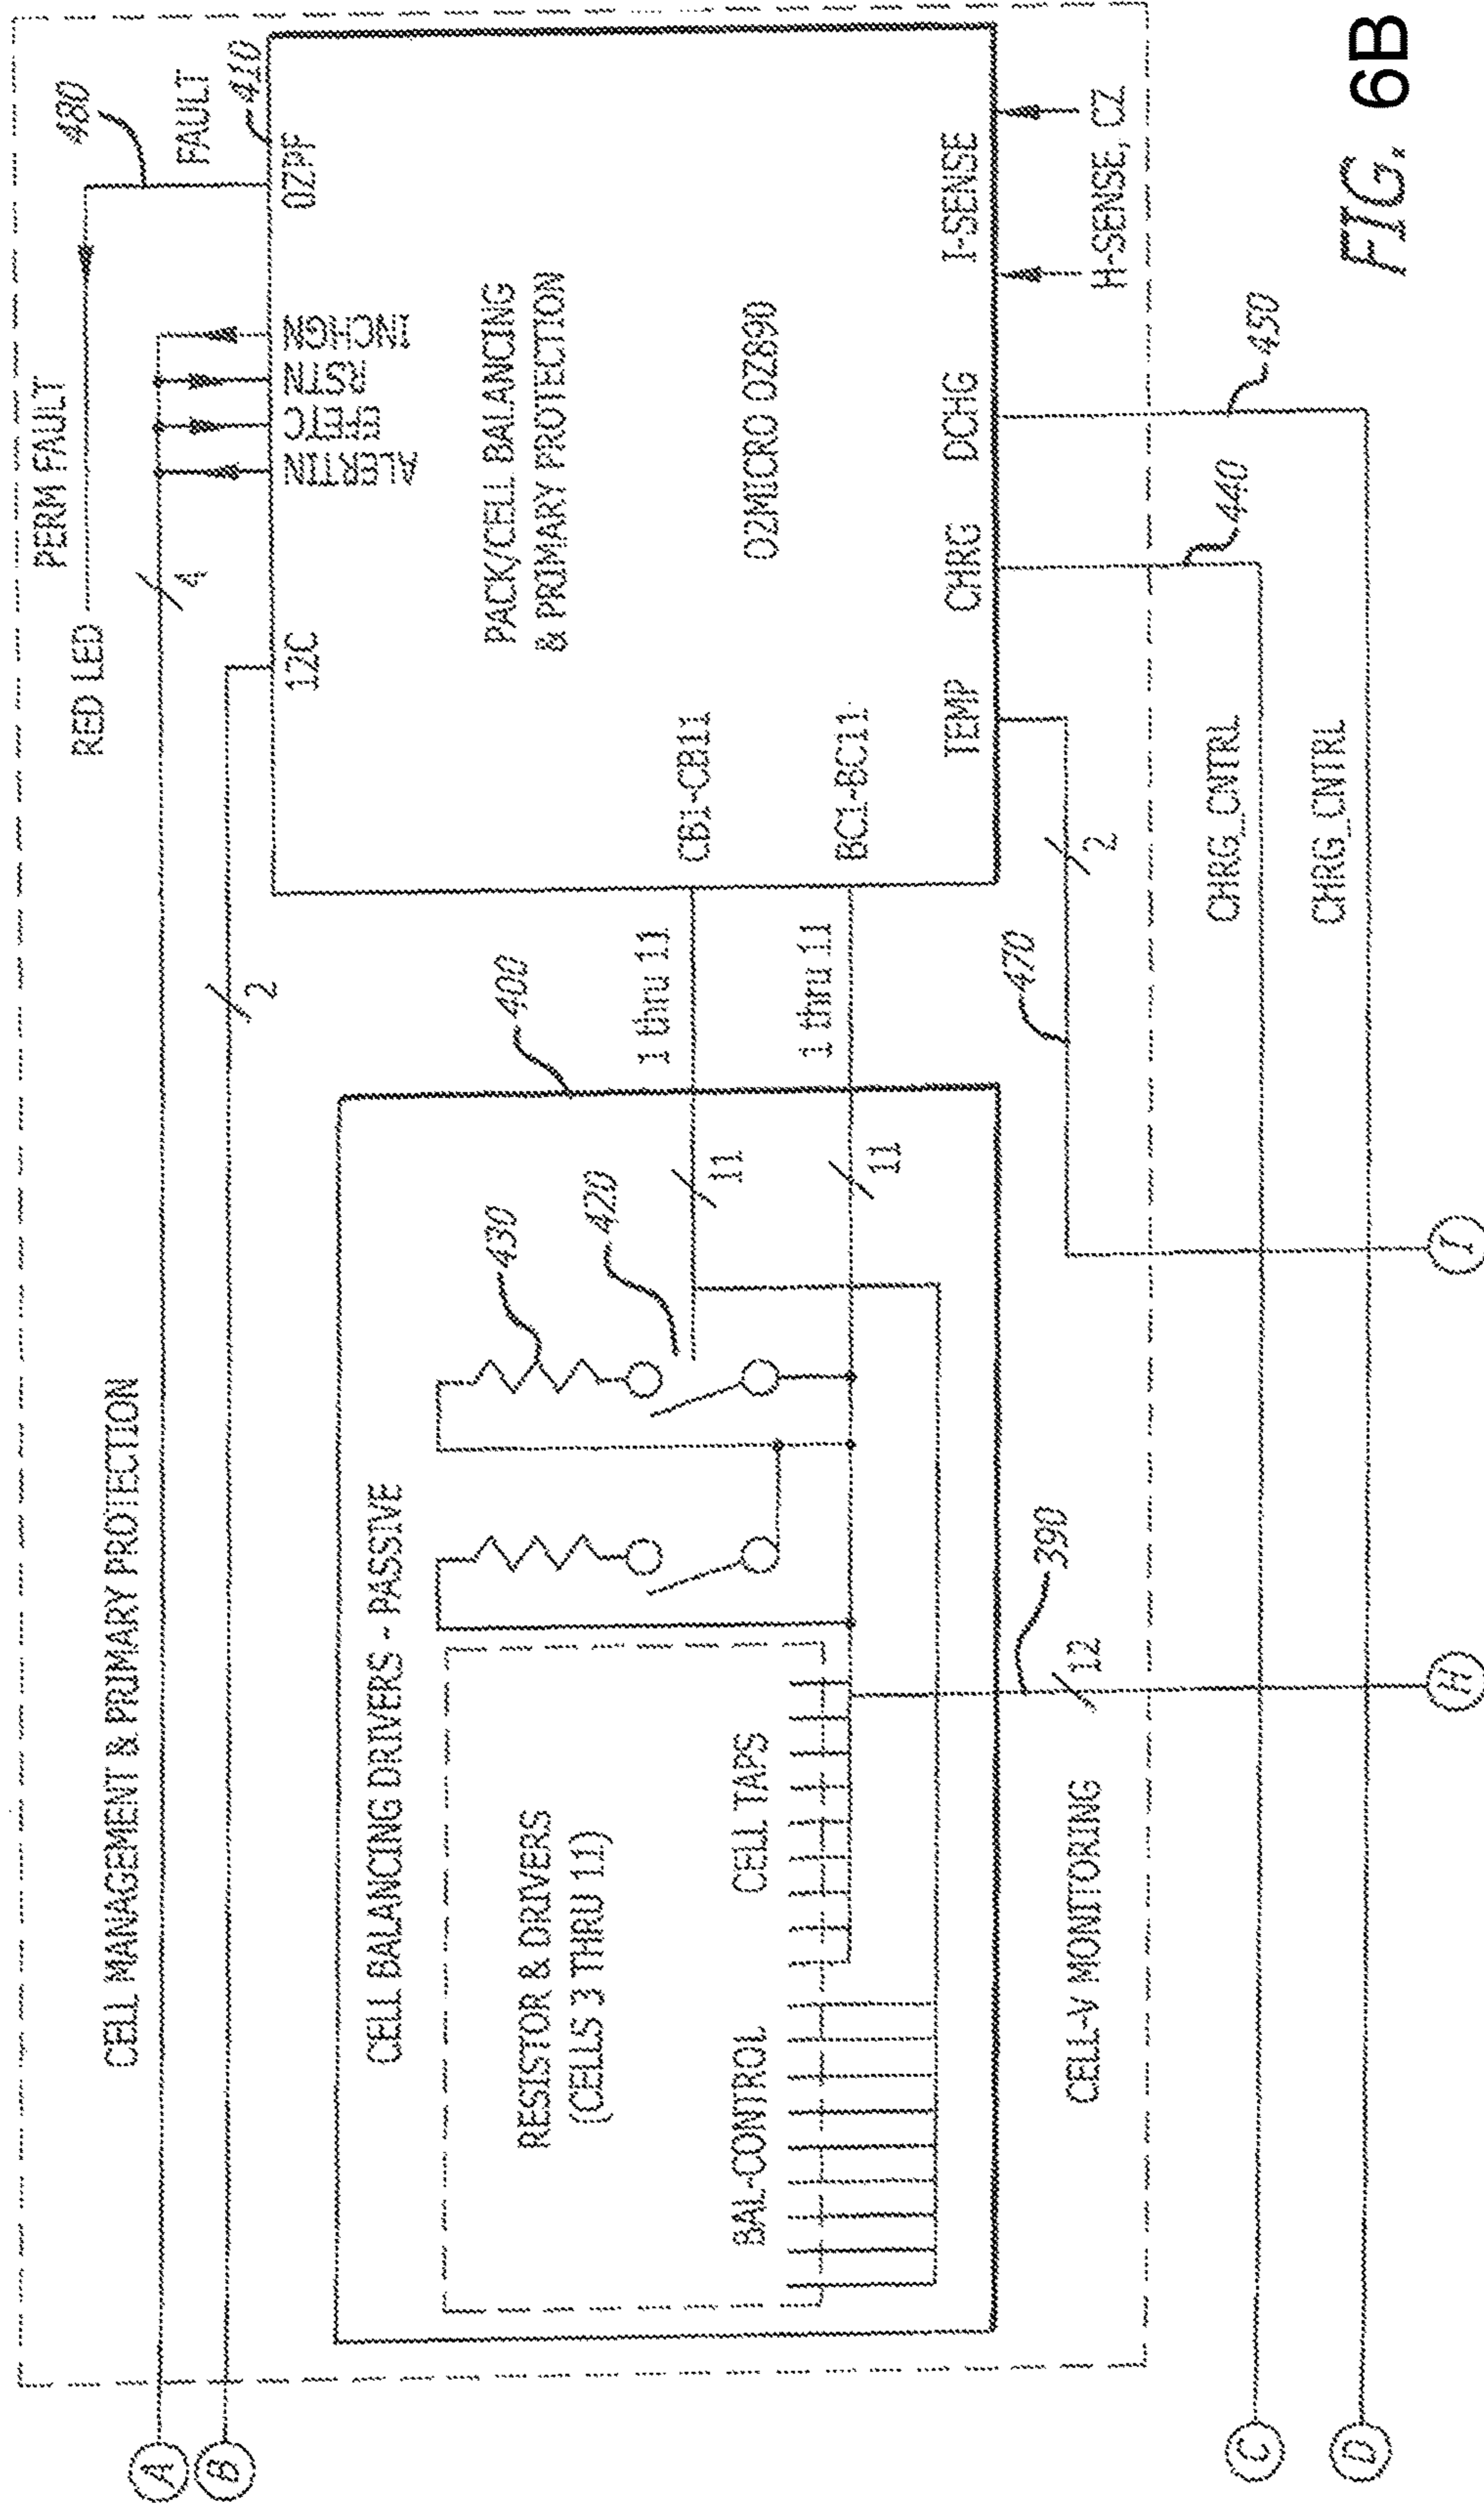 PERM FAULT
RED LED
480
FAULT
410
A
4
B
2
CELL MANAGEMENT & PRIMARY PROTECTION
12C
ALERTIN
EFETC
RSTN
INCHGN
OZPF
PACK/CELL BALANCING
& PRIMARY PROTECTION
O2MICRO OZ890
CB1-CB11
BC1-BC11
TEMP
CHRG
DCHG
I-SENSE
H-SENSE, CZ
CELL BALANCING DRIVERS - PASSIVE
400
430
420
1 thru 11
11
1 thru 11
11
RESISTOR & DRIVERS
(CELLS 3 THRU 11)
BAL-CONTROL
CELL TAPS
CELL-V MONITORING
390
12
470
2
440
450
CHRG_CNTRL
CHRG_CNTRL
C
D
H
I
FIG. 6B